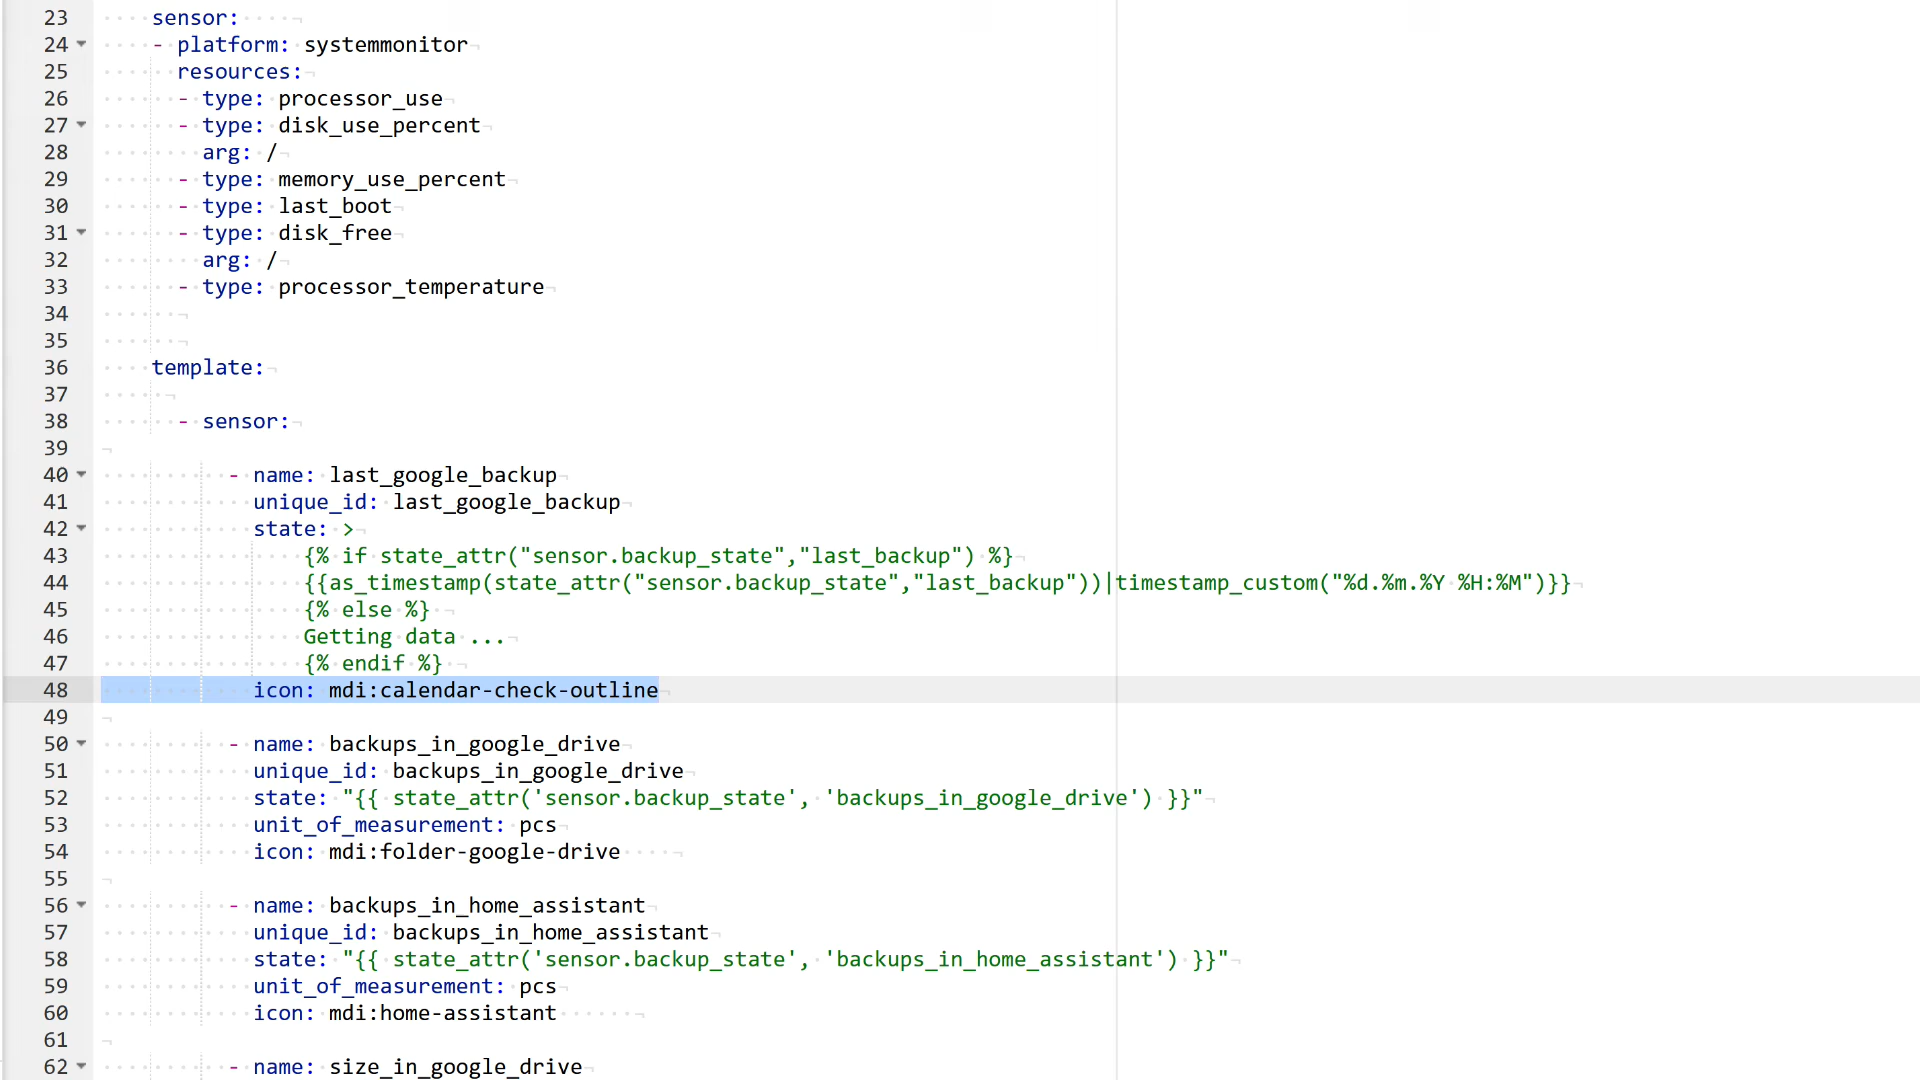 23 sensor:
24 - platform: systemmonitor
25 resources:
26 - type: processor_use
27 - type: disk_use_percent
28 arg: /
29 - type: memory_use_percent
30 - type: last_boot
31 - type: disk_free
32 arg: /
33 - type: processor_temperature
34
35
36 template:
37
38 - sensor:
39
40 - name: last_google_backup
41 unique_id: last_google_backup
42 state: >
43 {% if state_attr("sensor.backup_state","last_backup") %}
44 {{as_timestamp(state_attr("sensor.backup_state","last_backup"))|timestamp_custom("%d.%m.%Y %H:%M")}}
45 {% else %}
46 Getting data ...
47 {% endif %}
48 icon: mdi:calendar-check-outline
49
50 - name: backups_in_google_drive
51 unique_id: backups_in_google_drive
52 state: "{{ state_attr('sensor.backup_state', 'backups_in_google_drive') }}"
53 unit_of_measurement: pcs
54 icon: mdi:folder-google-drive
55
56 - name: backups_in_home_assistant
57 unique_id: backups_in_home_assistant
58 state: "{{ state_attr('sensor.backup_state', 'backups_in_home_assistant') }}"
59 unit_of_measurement: pcs
60 icon: mdi:home-assistant
61
62 - name: size_in_google_drive